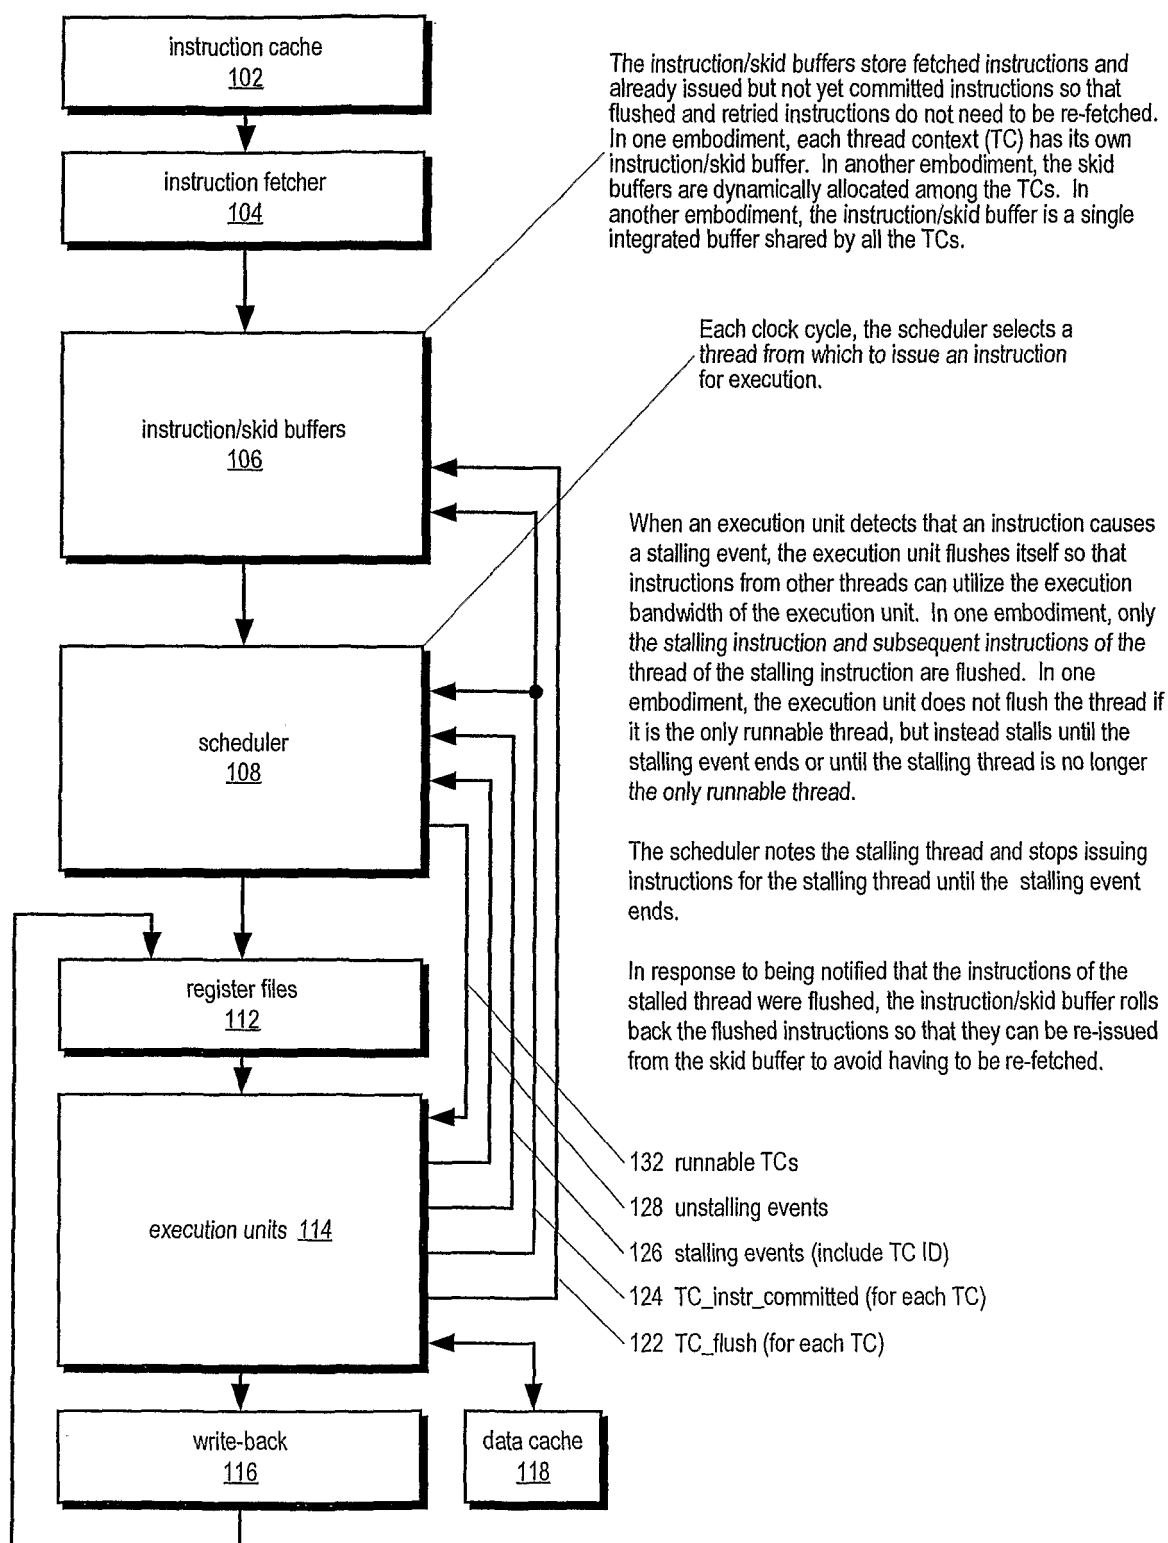 instruction cache
102
instruction fetcher
104
The instruction/skid buffers store fetched instructions and
already issued but not yet committed instructions so that
flushed and retried instructions do not need to be re-fetched.
In one embodiment, each thread context (TC) has its own
instruction/skid buffer.  In another embodiment, the skid
buffers are dynamically allocated among the TCs.  In
another embodiment, the instruction/skid buffer is a single
integrated buffer shared by all the TCs.
Each clock cycle, the scheduler selects a
thread from which to issue an instruction
for execution.
instruction/skid buffers
106
When an execution unit detects that an instruction causes
a stalling event, the execution unit flushes itself so that
instructions from other threads can utilize the execution
bandwidth of the execution unit.  In one embodiment, only
the stalling instruction and subsequent instructions of the
thread of the stalling instruction are flushed.  In one
embodiment, the execution unit does not flush the thread if
it is the only runnable thread, but instead stalls until the
stalling event ends or until the stalling thread is no longer
the only runnable thread.
scheduler
108
The scheduler notes the stalling thread and stops issuing
instructions for the stalling thread until the  stalling event
ends.
In response to being notified that the instructions of the
stalled thread were flushed, the instruction/skid buffer rolls
back the flushed instructions so that they can be re-issued
from the skid buffer to avoid having to be re-fetched.
register files
112
execution units 114
132 runnable TCs
128 unstalling events
126 stalling events (include TC ID)
124 TC_instr_committed (for each TC)
122 TC_flush (for each TC)
write-back
116
data cache
118